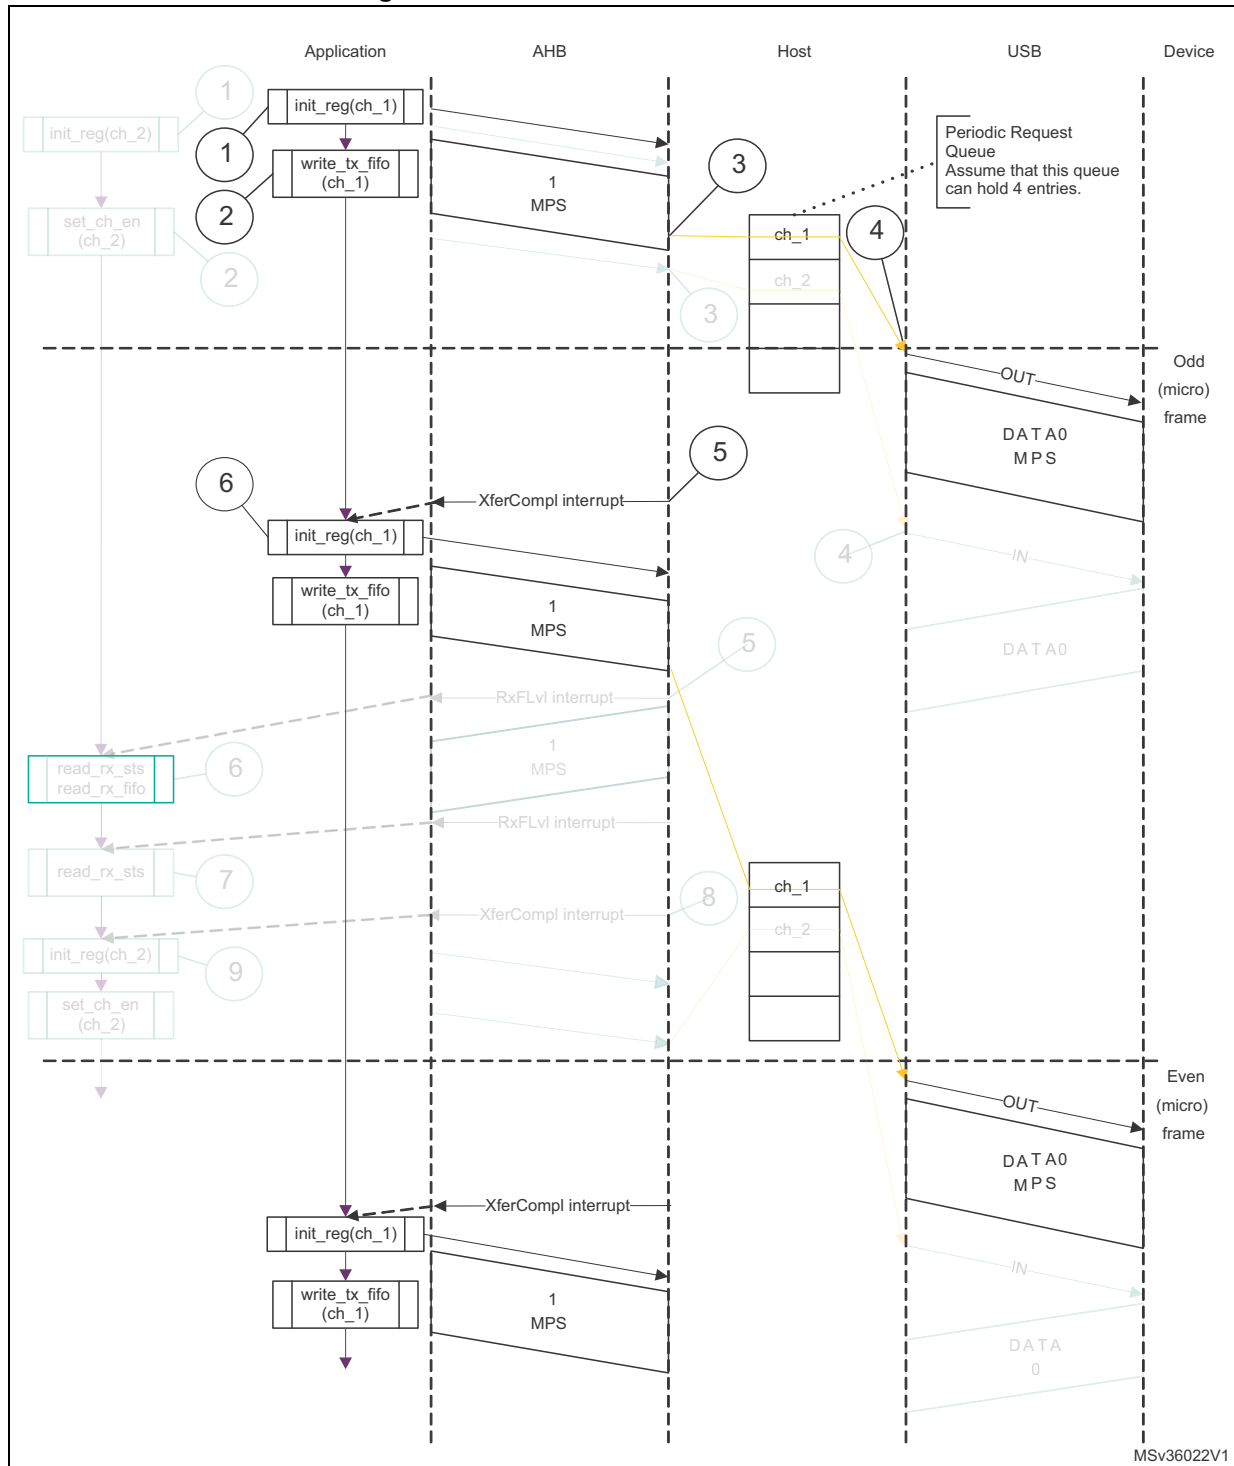 Application
AHB
Host
USB
Device
1
init_reg(ch_2)
set_ch_en
(ch_2)
2
init_reg(ch_1)
1
write_tx_fifo
(ch_1)
2
1
MPS
3
3
Periodic Request
Queue
Assume that this queue
can hold 4 entries.
ch_1
ch_2
4
Odd
(micro)
frame
OUT
DATA0
MPS
5
XferCompl interrupt
6
init_reg(ch_1)
write_tx_fifo
(ch_1)
1
MPS
4
IN
DATA0
5
RxFLvl interrupt
1
MPS
read_rx_sts
read_rx_fifo
6
RxFLvl interrupt
read_rx_sts
7
8
XferCompl interrupt
ch_1
ch_2
init_reg(ch_2)
9
set_ch_en
(ch_2)
Even
(micro)
frame
OUT
DATA0
MPS
XferCompl interrupt
init_reg(ch_1)
write_tx_fifo
(ch_1)
1
MPS
IN
DATA
0
MSv36022V1